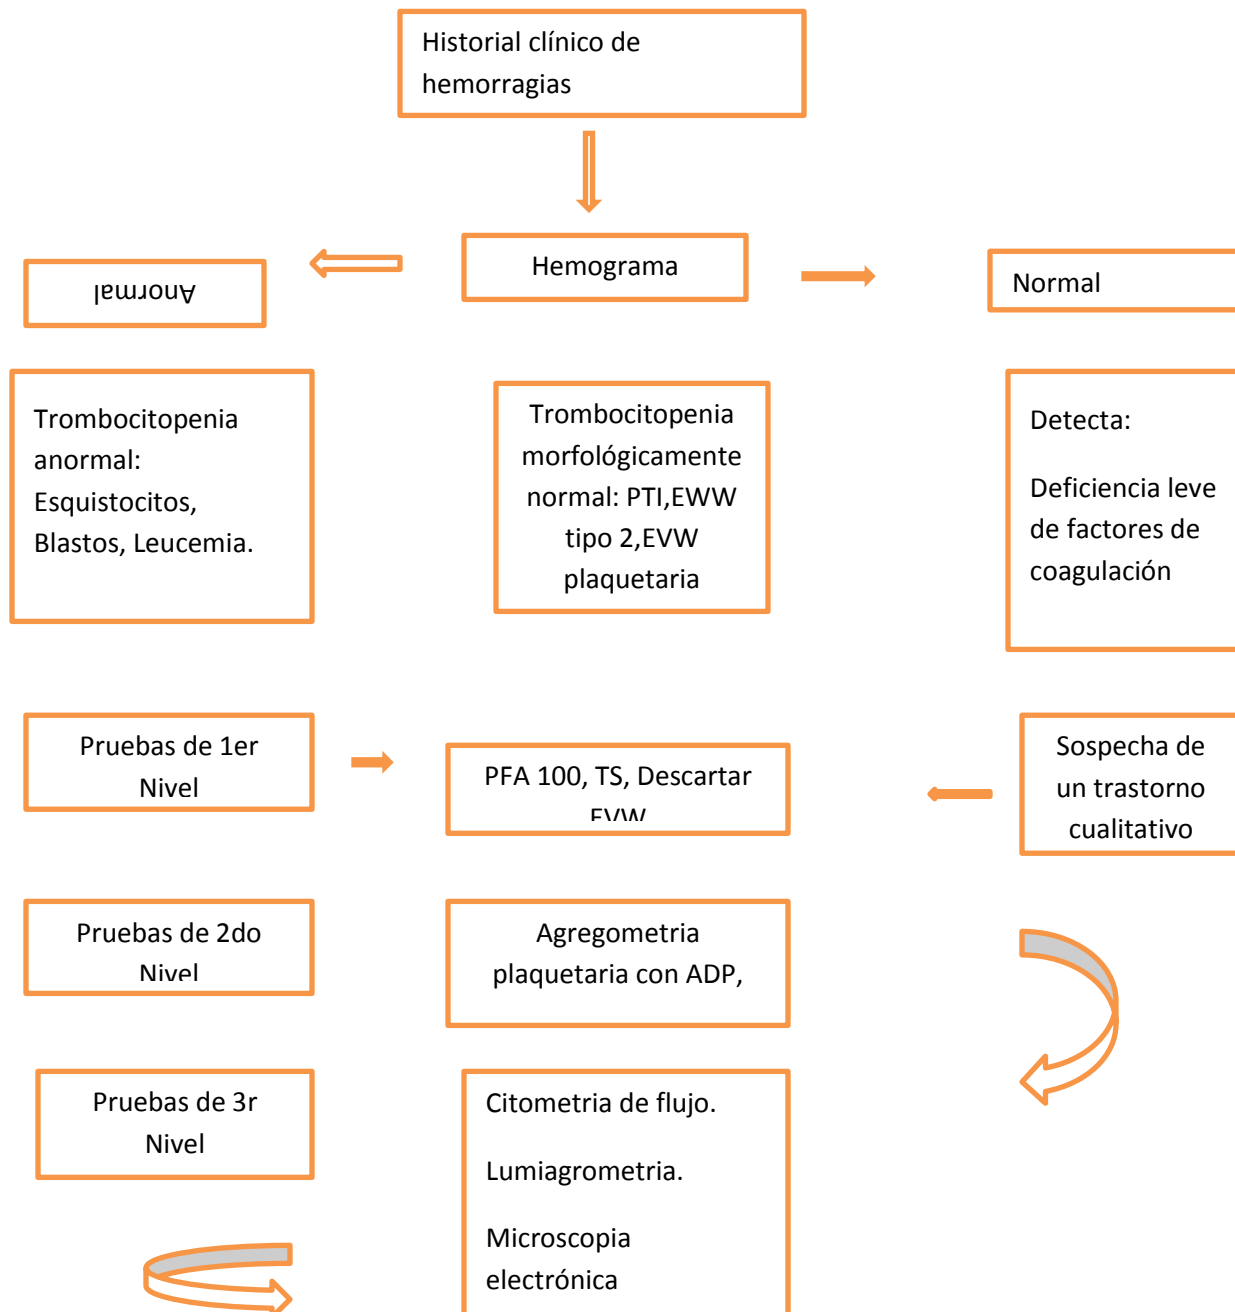 Historial clínico de
hemorragias
Anormal
Hemograma
Normal
Trombocitopenia
anormal:
Esquistocitos,
Blastos, Leucemia.
Trombocitopenia
morfológicamente
normal: PTI,EWW
tipo 2,EVW
plaquetaria
Detecta:
Deficiencia leve
de factores de
coagulación
Pruebas de 1er
Nivel
PFA 100, TS, Descartar
EVW
Sospecha de
un trastorno
cualitativo
Pruebas de 2do
Nivel
Agregometria
plaquetaria con ADP,
Pruebas de 3r
Nivel
Citometria de flujo.
Lumiagrometria.
Microscopia
electrónica